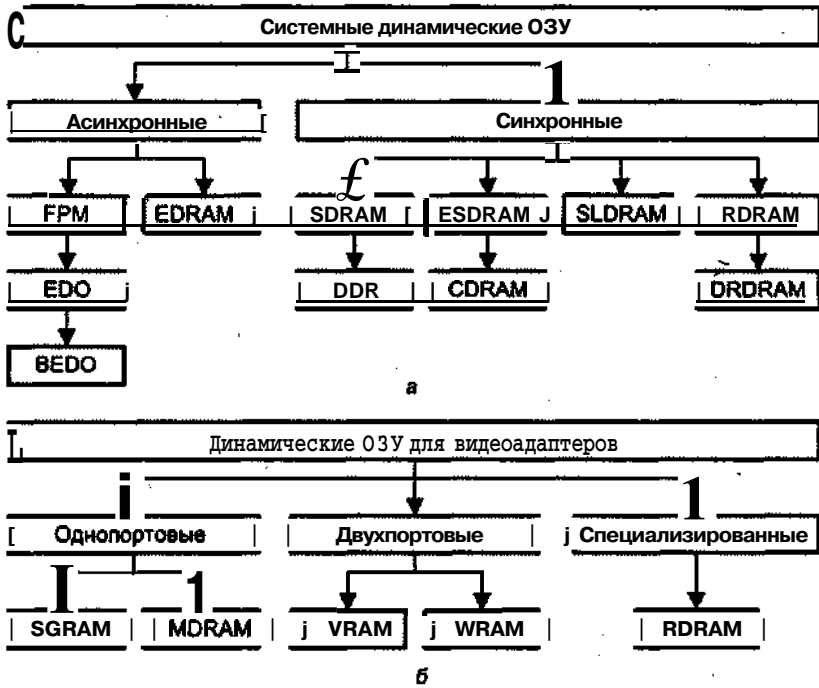 Системные динамические ОЗУ
Асинхронные
Синхронные
FPM
EDRAM
SDRAM
ESDRAM
SLDRAM
RDRAM
EDO
DDR
CDRAM
DRDRAM
BEDO
а
Динамические ОЗУ для видеоадаптеров
Однопортовые
Двухпортовые
Специализированные
SGRAM
MDRAM
VRAM
WRAM
RDRAM
б